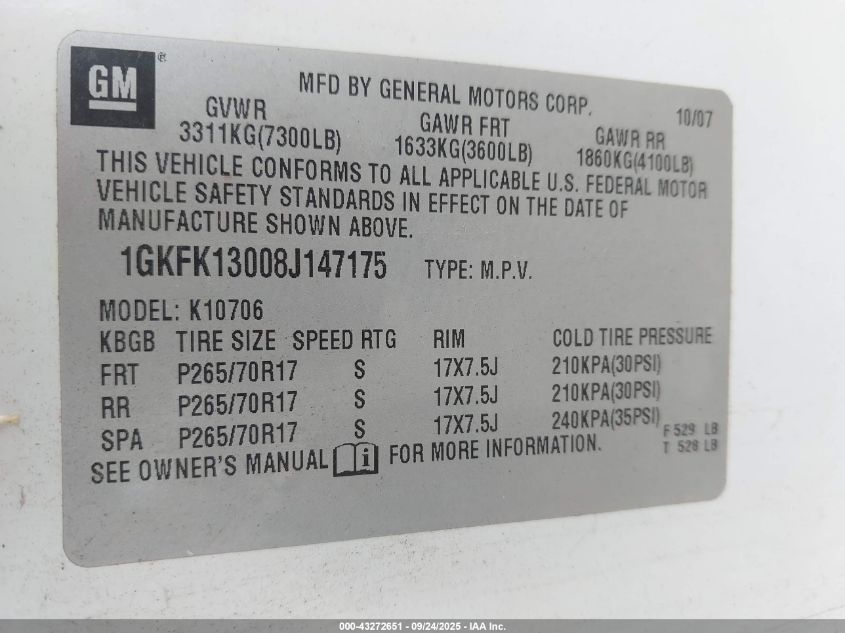 GM ®
MFD BY GENERAL MOTORS CORP.
10/07
GVWR GAWR FRT GAWR RR
3311KG(7300LB) 1633KG(3600LB) 1860KG(4100LB)
THIS VEHICLE CONFORMS TO ALL APPLICABLE U.S. FEDERAL MOTOR
VEHICLE SAFETY STANDARDS IN EFFECT ON THE DATE OF
MANUFACTURE SHOWN ABOVE.
1GKFK13008J147175 TYPE: M.P.V.
MODEL: K10706
KBGB TIRE SIZE SPEED RTG RIM COLD TIRE PRESSURE
FRT P265/70R17 S 17X7.5J 210KPA(30PSI)
RR P265/70R17 S 17X7.5J 210KPA(30PSI)
SPA P265/70R17 S 17X7.5J 240KPA(35PSI)
F 529 LB
T 528 LB
SEE OWNER'S MANUAL i FOR MORE INFORMATION.
000-43272651 - 09/24/2025 - IAA Inc.